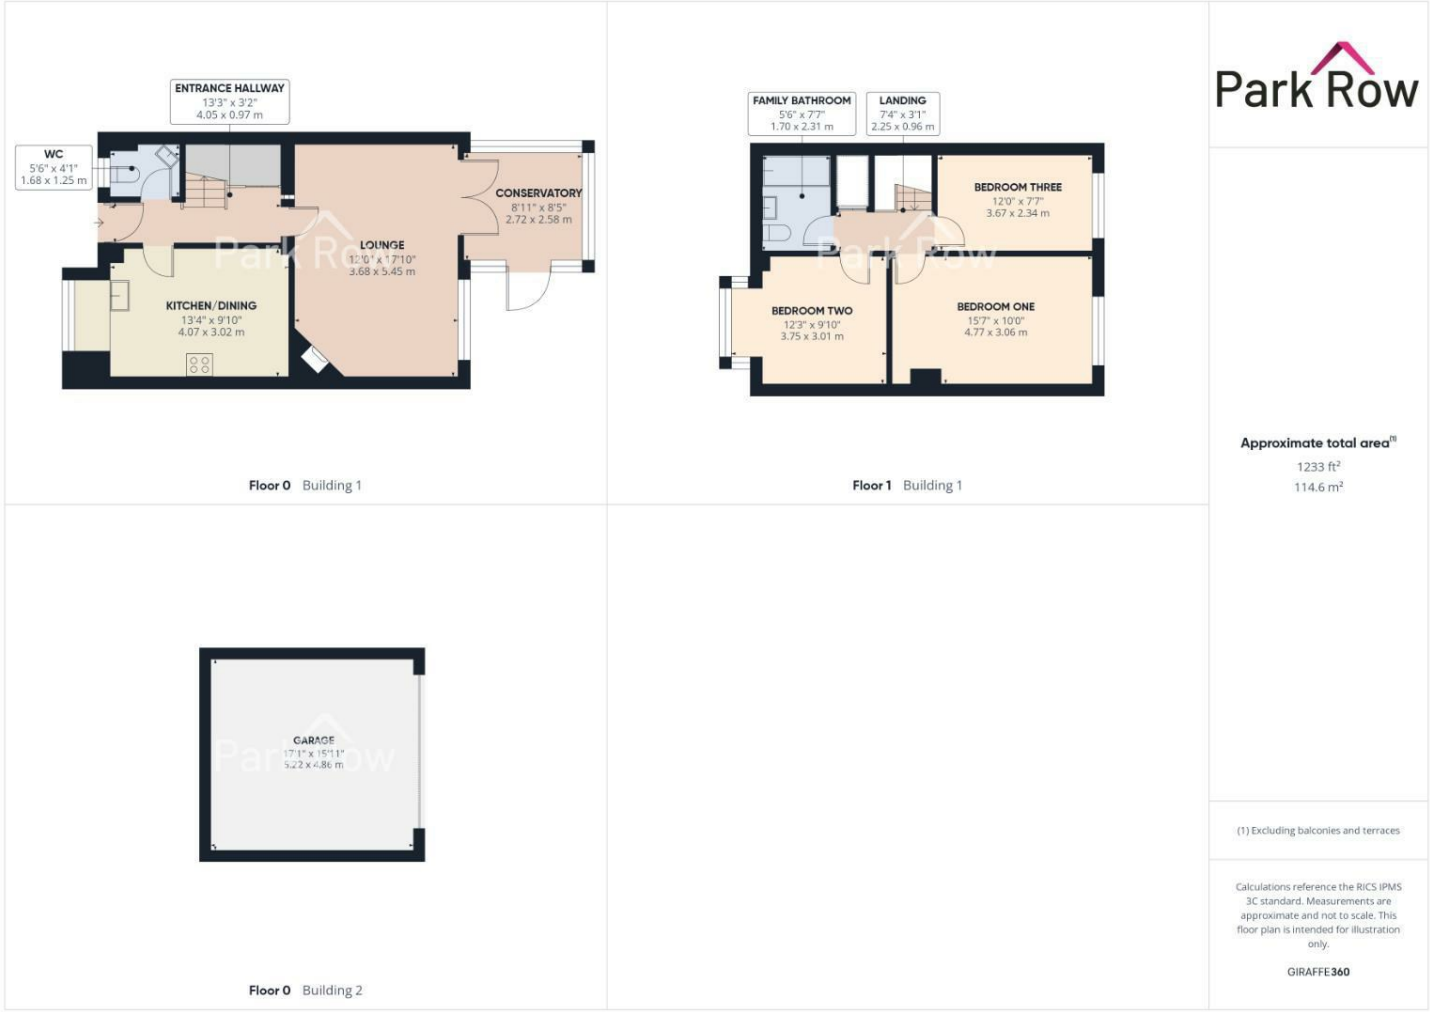 ENTRANCE HALLWAY
13'3" x 3'2"
4.05 x 0.97 m
WC
5'6" x 4'1"
1.68 x 1.25 m
CONSERVATORY
8'11" x 8'5"
2.72 x 2.58 m
LOUNGE
12'0" x 17'10"
3.68 x 5.45 m
KITCHEN/DINING
13'4" x 9'10"
4.07 x 3.02 m
Park Row
Floor 0 Building 1
FAMILY BATHROOM
5'6" x 7'7"
1.70 x 2.31 m
LANDING
7'4" x 3'1"
2.25 x 0.96 m
BEDROOM THREE
12'0" x 7'7"
3.67 x 2.34 m
Park Row
BEDROOM TWO
12'3" x 9'10"
3.75 x 3.01 m
BEDROOM ONE
15'7" x 10'0"
4.77 x 3.06 m
Floor 1 Building 1
GARAGE
17'1" x 15'11"
5.22 x 4.86 m
Park Row
Floor 0 Building 2
Park Row
Approximate total area(1)
1233 ft²
114.6 m²
(1) Excluding balconies and terraces
Calculations reference the RICS IPMS
3C standard. Measurements are
approximate and not to scale. This
floor plan is intended for illustration
only.
GIRAFFE360